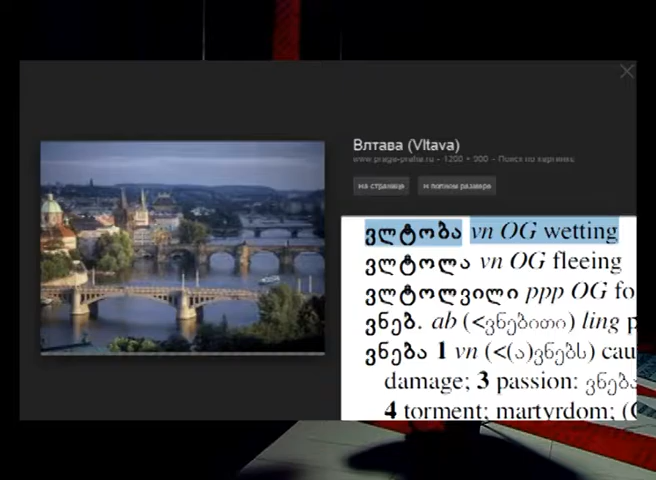 Влтава (Vltava)
www.prage-praha.ru - 1200 × 900 - Поиск по картинке
на странице
в полном размере
ვლტობა vn OG wetting
ვლტოლა vn OG fleeing
ვლტოლვილი ppp OG fo
ვნებ. ab (<ვნებითი) ling p
ვნება 1 vn (<(ა)ვნებს) cau
damage; 3 passion: ვნება
4 torment; martyrdom; (C